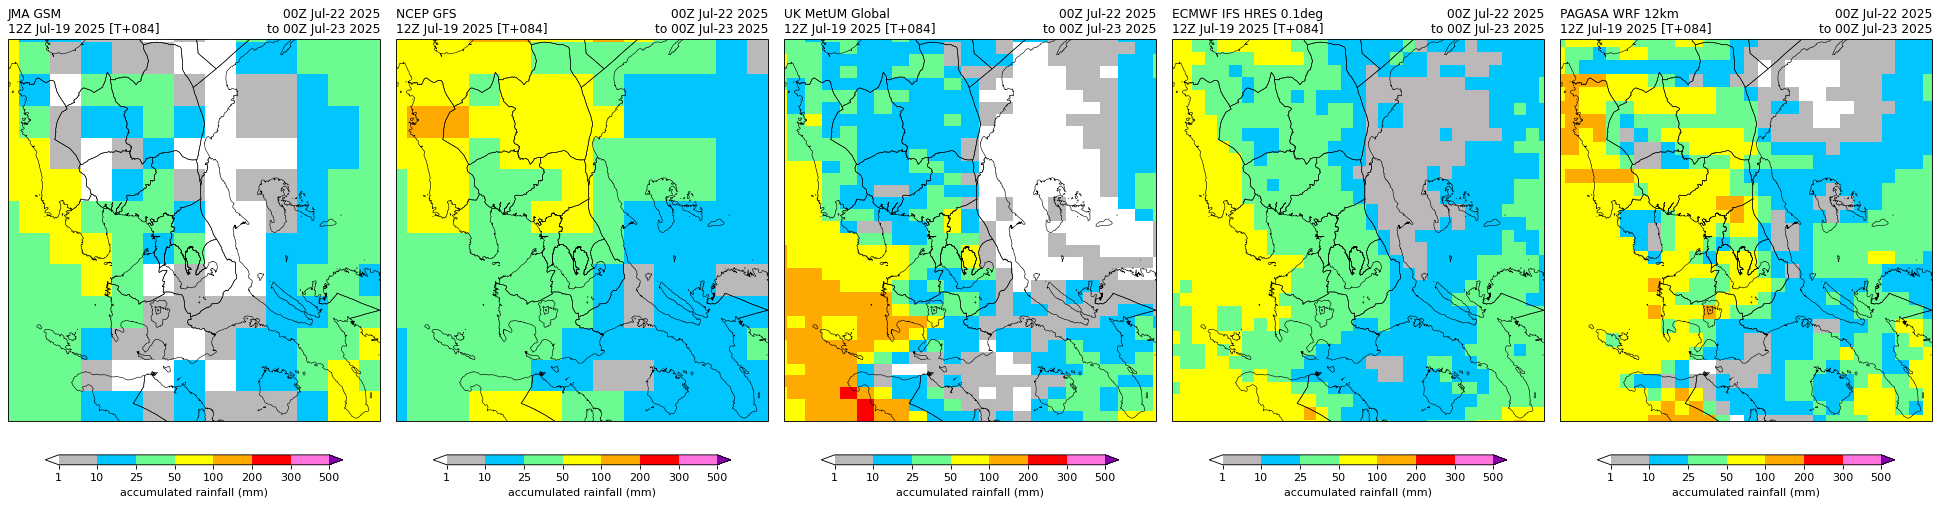 JMA GSM 00Z Jul-22 2025
12Z Jul-19 2025 [T+084] to 00Z Jul-23 2025
1 10 25 50 100 200 300 500
accumulated rainfall (mm)
NCEP GFS 00Z Jul-22 2025
12Z Jul-19 2025 [T+084] to 00Z Jul-23 2025
1 10 25 50 100 200 300 500
accumulated rainfall (mm)
UK MetUM Global 00Z Jul-22 2025
12Z Jul-19 2025 [T+084] to 00Z Jul-23 2025
1 10 25 50 100 200 300 500
accumulated rainfall (mm)
ECMWF IFS HRES 0.1deg 00Z Jul-22 2025
12Z Jul-19 2025 [T+084] to 00Z Jul-23 2025
1 10 25 50 100 200 300 500
accumulated rainfall (mm)
PAGASA WRF 12km 00Z Jul-22 2025
12Z Jul-19 2025 [T+084] to 00Z Jul-23 2025
1 10 25 50 100 200 300 500
accumulated rainfall (mm)